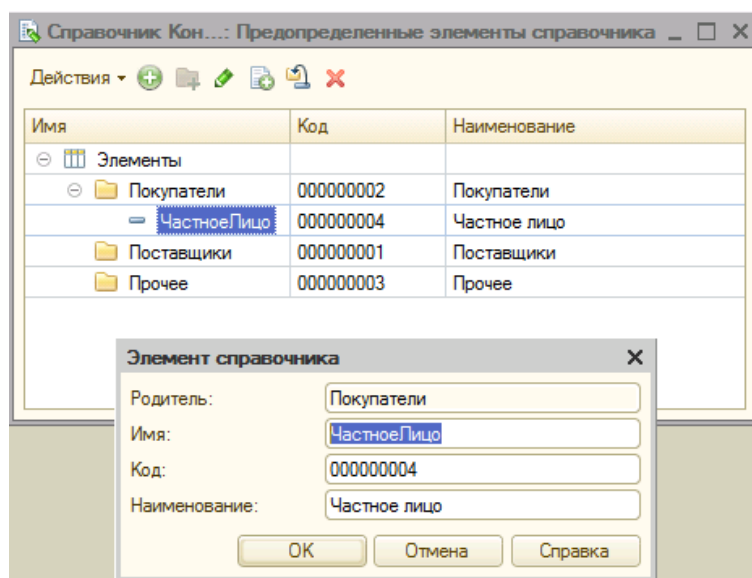 Справочник Кон...: Предопределенные элементы справочника
Действия
Имя Код Наименование
Элементы
Покупатели 000000002 Покупатели
ЧастноеЛицо 000000004 Частное лицо
Поставщики 000000001 Поставщики
Прочее 000000003 Прочее
Элемент справочника
Родитель: Покупатели
Имя: ЧастноеЛицо
Код: 000000004
Наименование: Частное лицо
OK Отмена Справка